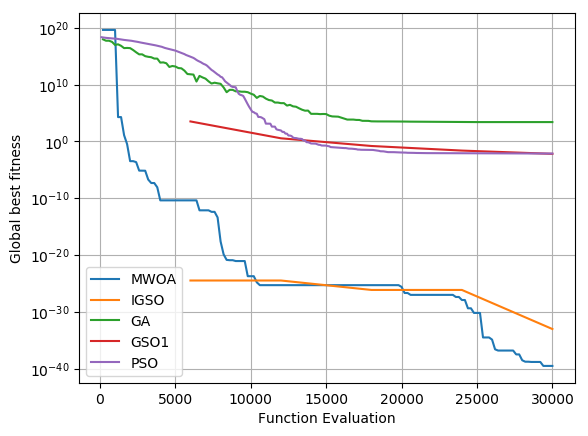 10^20
10^10
10^0
10^−10
10^−20
10^−30
10^−40
Global best fitness
MWOA
IGSO
GA
GSO1
PSO
0 5000 10000 15000 20000 25000 30000
Function Evaluation